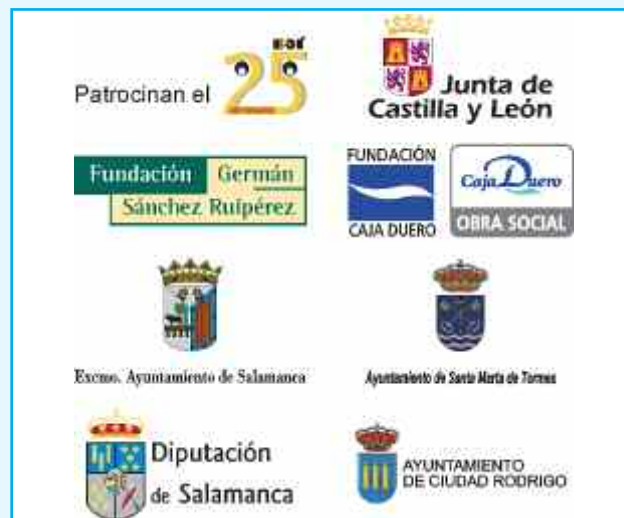 Patrocinan el 25
Junta de
Castilla y León
Fundación Germán
Sánchez Ruipérez
FUNDACIÓN
CAJA DUERO
Caja Duero
OBRA SOCIAL
Excmo. Ayuntamiento de Salamanca
Ayuntamiento de Santa Marta de Tormes
Diputación
de Salamanca
AYUNTAMIENTO
DE CIUDAD RODRIGO